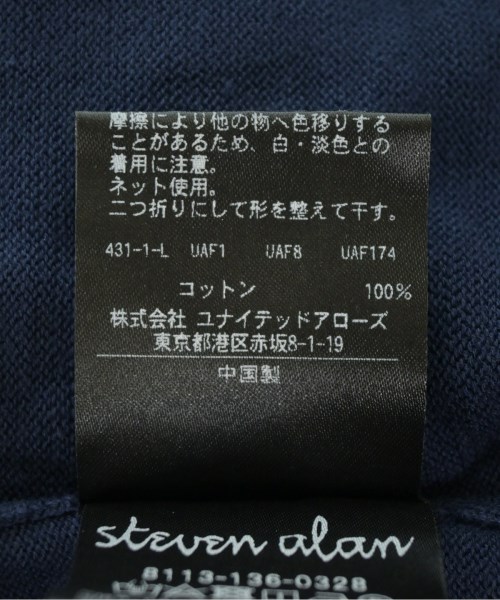 摩擦により他の物へ色移りする
ことがあるため、白・淡色との
着用に注意。
ネット使用。
二つ折りにして形を整えて干す。
431-1-L UAF1 UAF8 UAF174
コットン 100%
株式会社 ユナイテッドアローズ
東京都港区赤坂8-1-19
中国製
steven alan
8113-136-0328